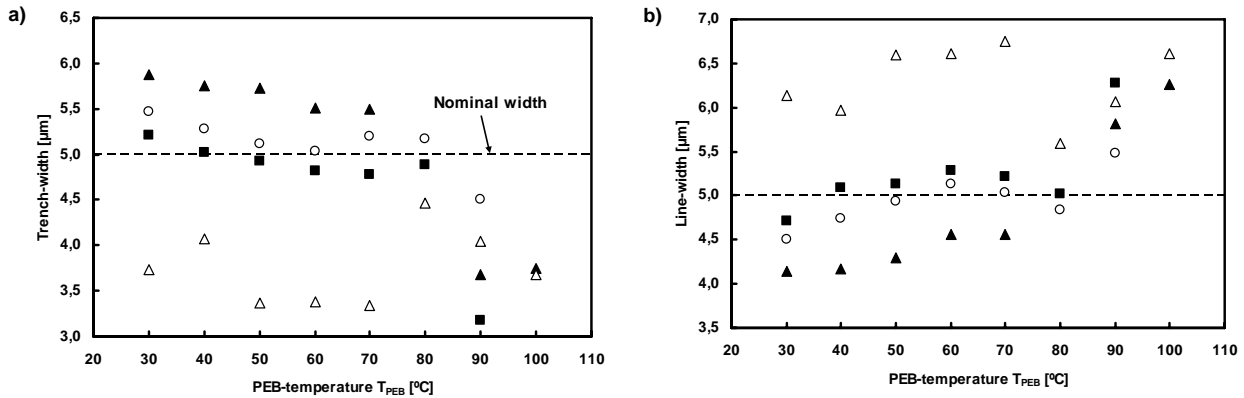 a)
6,5
6,0
5,5
5,0
4,5
4,0
3,5
3,0
Trench-width [µm]
Nominal width
20 30 40 50 60 70 80 90 100 110
PEB-temperature TPEB [ºC]
b)
7,0
6,5
6,0
5,5
5,0
4,5
4,0
3,5
Line-width [µm]
20 30 40 50 60 70 80 90 100 110
PEB-temperature TPEB [ºC]